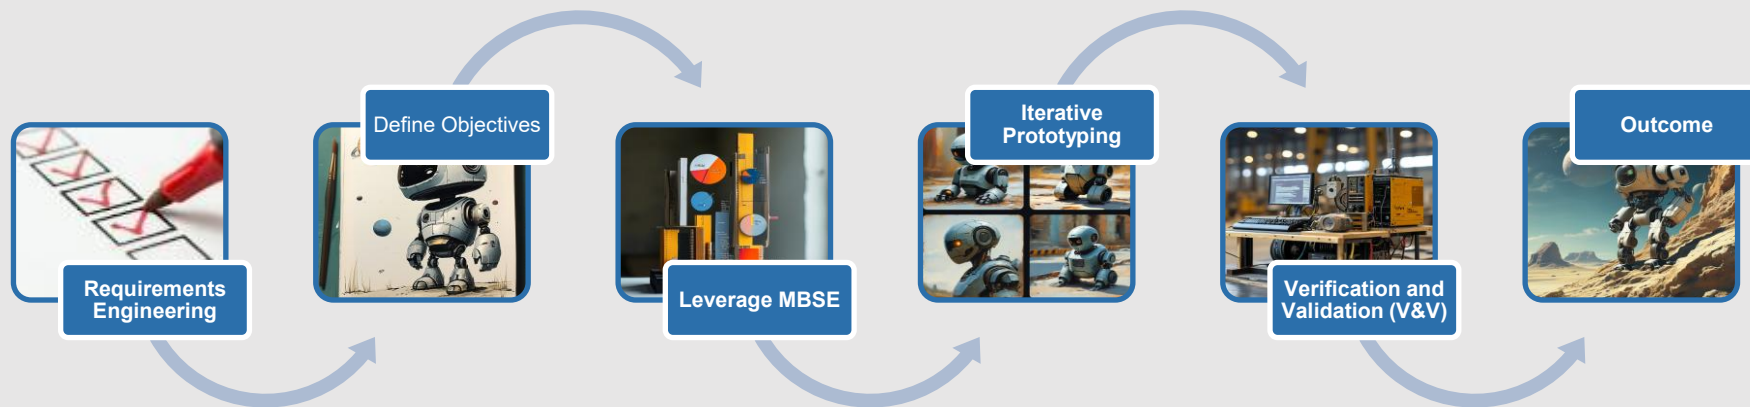 Requirements
Engineering
Define Objectives
Leverage MBSE
Iterative
Prototyping
Verification and
Validation (V&V)
Outcome